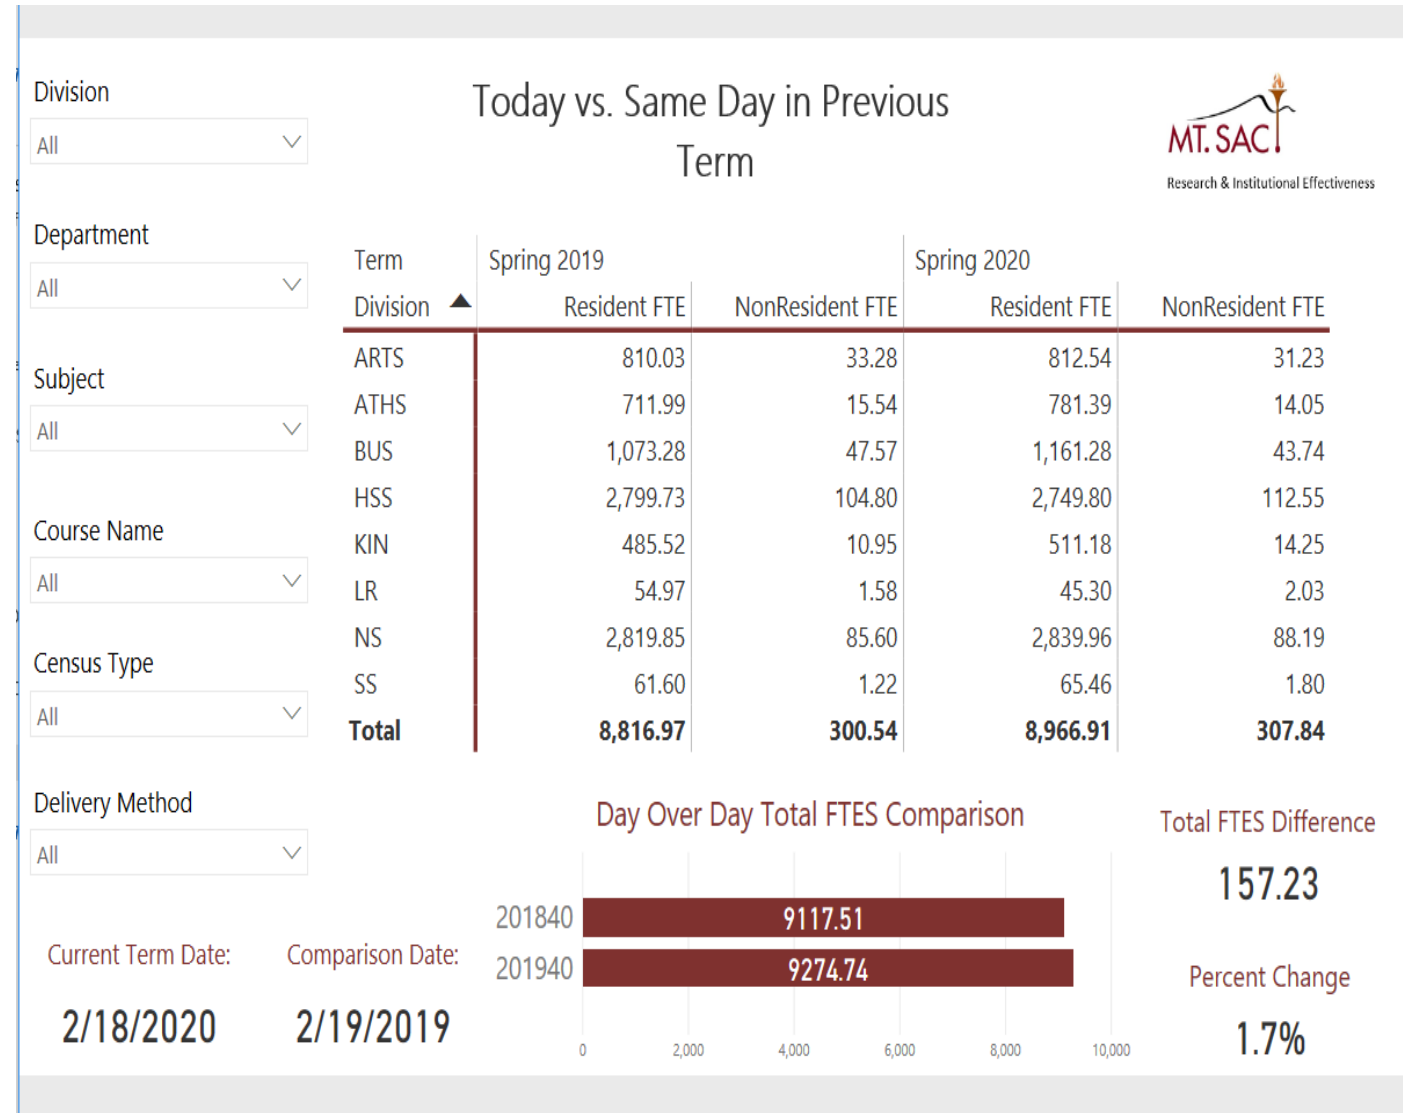 Division
All
Department
All
Subject
All
Course Name
All
Census Type
All
Delivery Method
All
Current Term Date:
2/18/2020
Comparison Date:
2/19/2019
Today vs. Same Day in Previous
Term
MT. SAC
Research & Institutional Effectiveness
Term Spring 2019 Spring 2020
Division Resident FTE NonResident FTE Resident FTE NonResident FTE
ARTS 810.03 33.28 812.54 31.23
ATHS 711.99 15.54 781.39 14.05
BUS 1,073.28 47.57 1,161.28 43.74
HSS 2,799.73 104.80 2,749.80 112.55
KIN 485.52 10.95 511.18 14.25
LR 54.97 1.58 45.30 2.03
NS 2,819.85 85.60 2,839.96 88.19
SS 61.60 1.22 65.46 1.80
Total 8,816.97 300.54 8,966.91 307.84
Day Over Day Total FTES Comparison
201840 9117.51
201940 9274.74
0 2,000 4,000 6,000 8,000 10,000
Total FTES Difference
157.23
Percent Change
1.7%